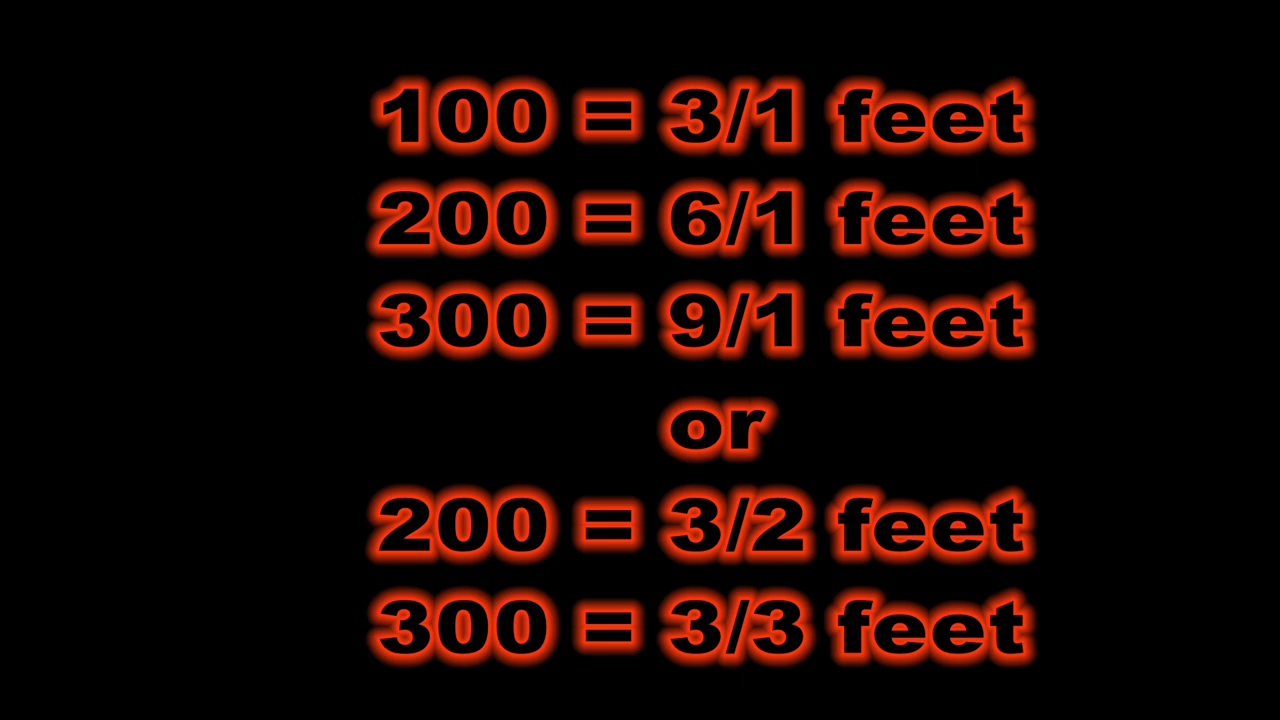 100 = 3/1 feet
200 = 6/1 feet
300 = 9/1 feet
or
200 = 3/2 feet
300 = 3/3 feet